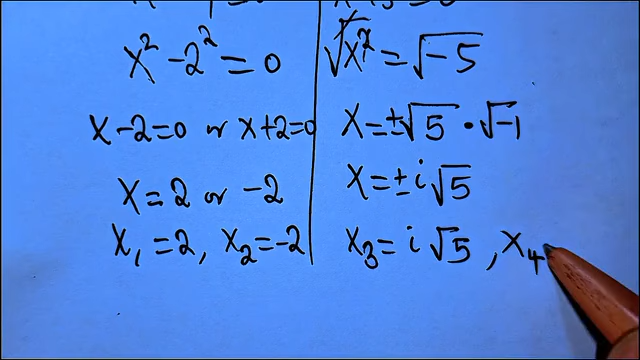 x² - 2² = 0
√x² = √-5
x - 2 = 0 or x + 2 = 0
x = ±√5 · √-1
x = 2 or -2
x = ± i√5
x₁ = 2, x₂ = -2
x₃ = i√5, x₄